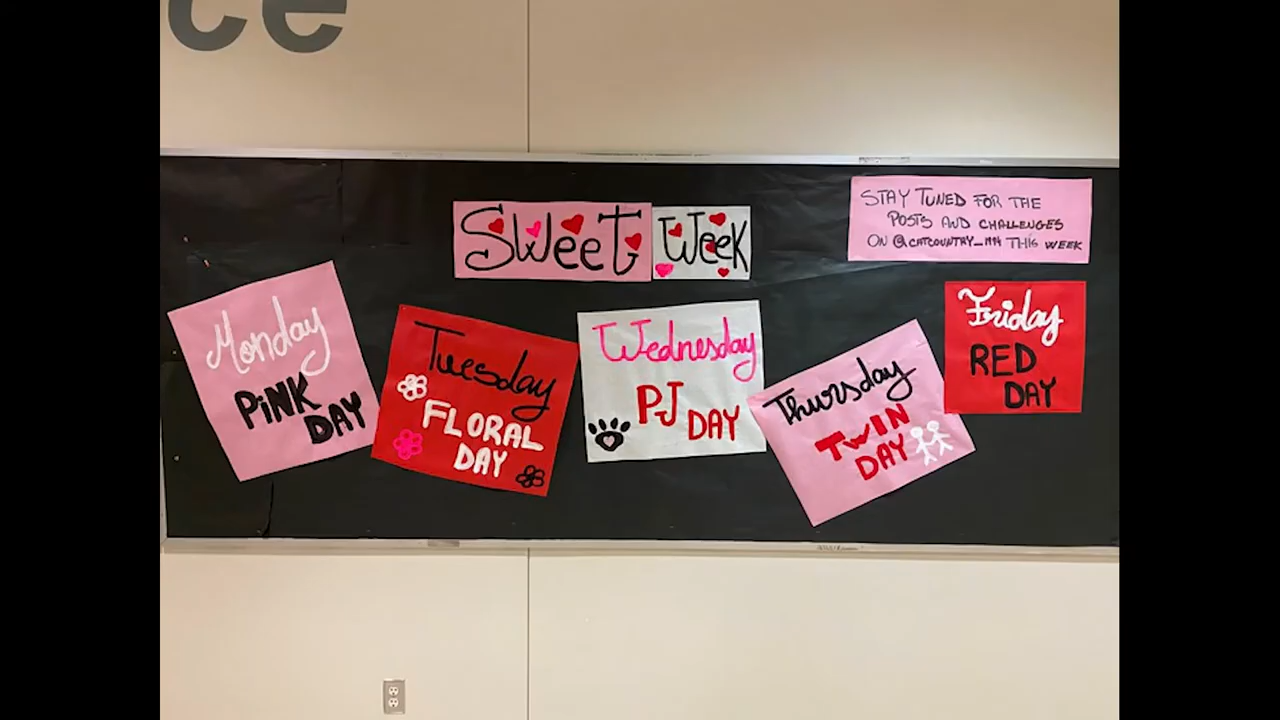 ce
SWeeT Week
STAY TUNED FOR THE
POSTS AND CHALLENGES
ON @CATCOUNTRY_1994 THIS WEEK
Monday
PiNK
DAY
Tuesday
FLORAL
DAY
Wednesday
PJ
DAY
Thursday
TWIN
DAY
Friday
RED
DAY